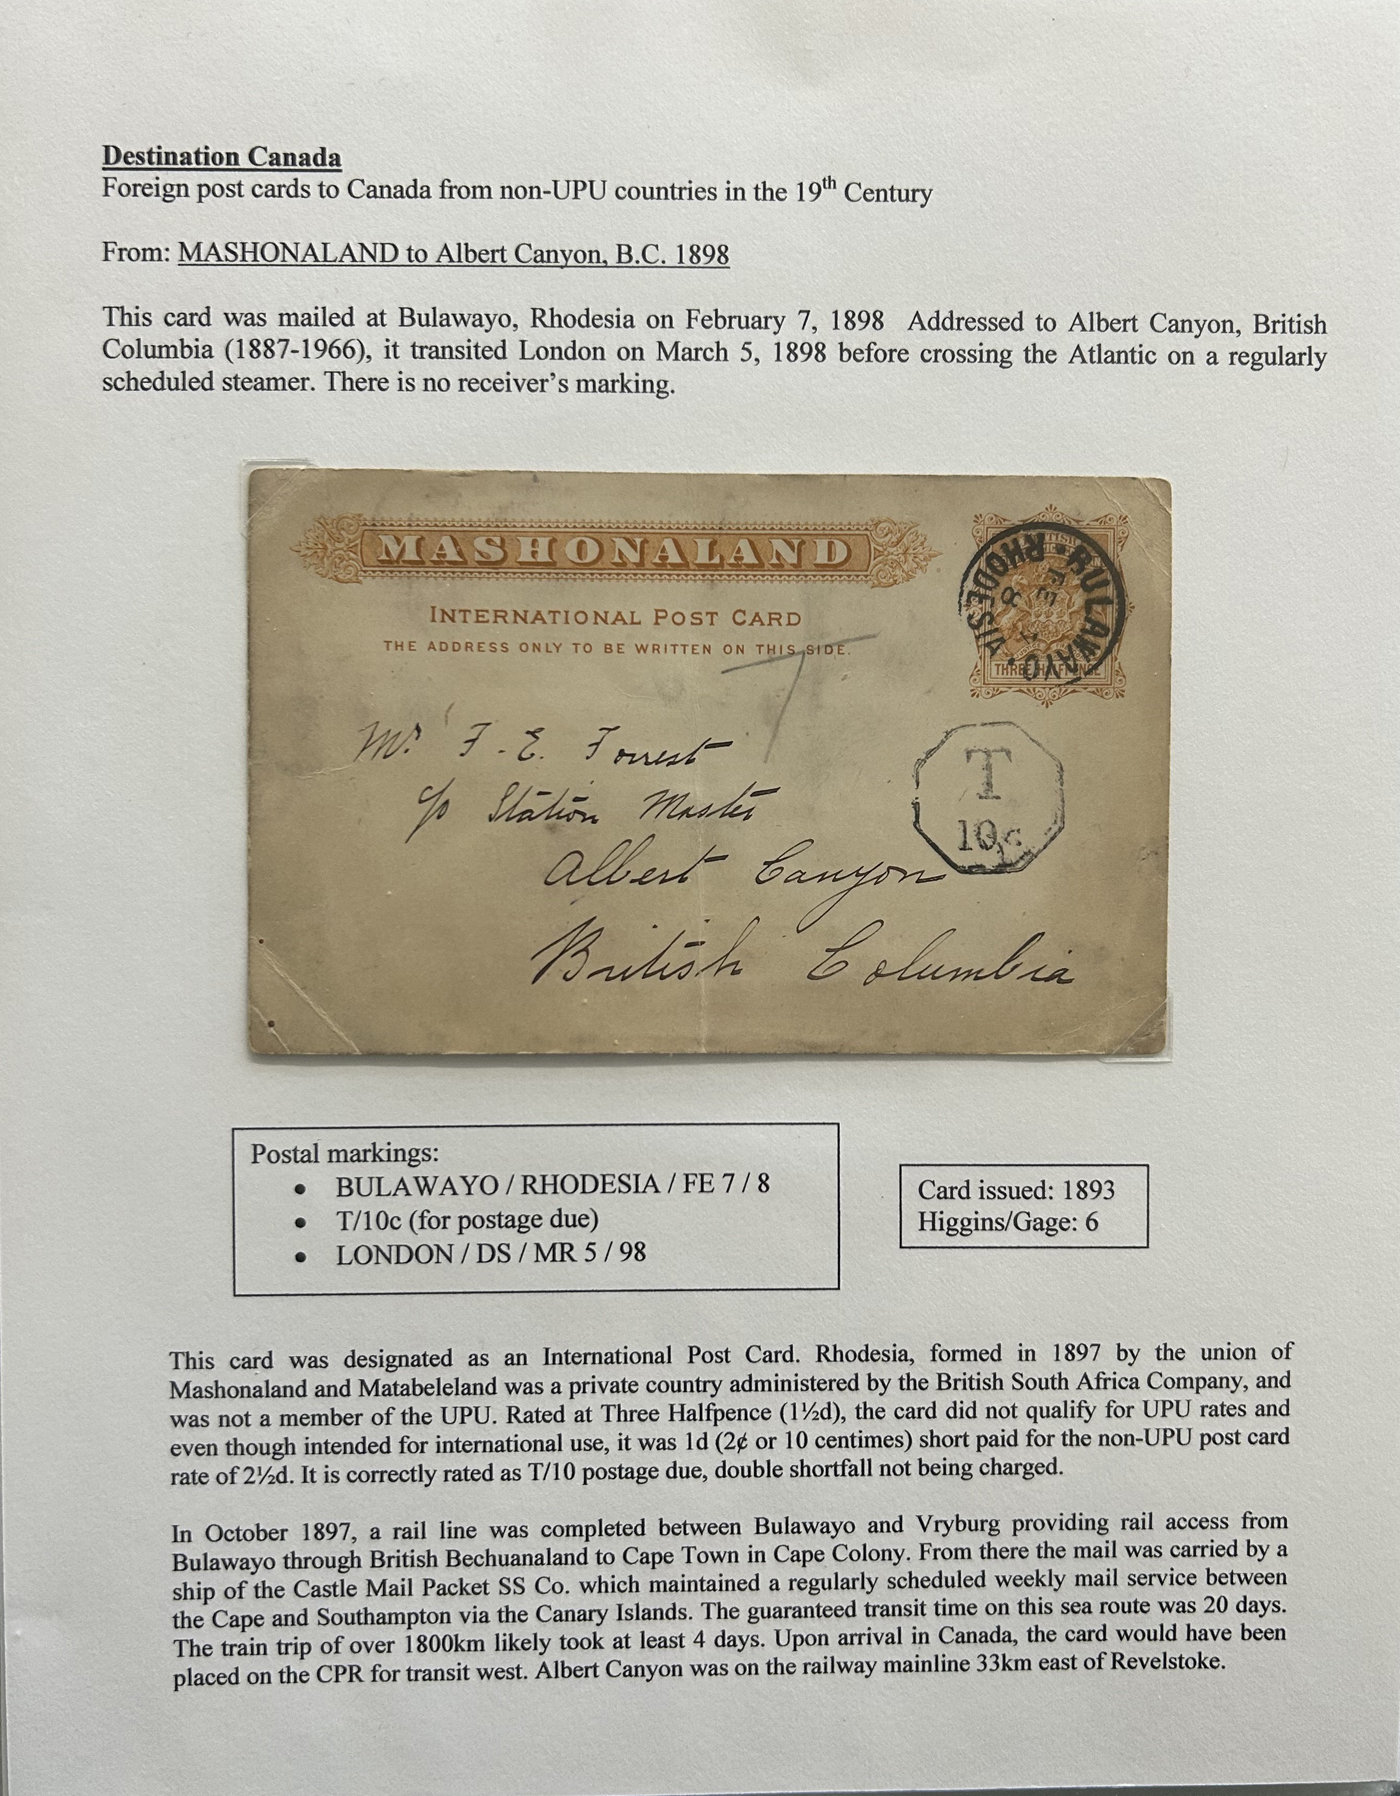 Destination Canada
Foreign post cards to Canada from non-UPU countries in the 19th Century
From: MASHONALAND to Albert Canyon, B.C. 1898
This card was mailed at Bulawayo, Rhodesia on February 7, 1898 Addressed to Albert Canyon, British
Columbia (1887-1966), it transited London on March 5, 1898 before crossing the Atlantic on a regularly
scheduled steamer. There is no receiver's marking.
MASHONALAND
INTERNATIONAL POST CARD
THE ADDRESS ONLY TO BE WRITTEN ON THIS SIDE.
BULAWAYO
RHODESIA
FE 7
8
THREE HALFPENCE
T
10c
Mr F. E. Forrest
c/o Station Master
Albert Canyon
British Columbia
Postal markings:
• BULAWAYO / RHODESIA / FE 7 / 8
• T/10c (for postage due)
• LONDON / DS / MR 5 / 98
Card issued: 1893
Higgins/Gage: 6
This card was designated as an International Post Card. Rhodesia, formed in 1897 by the union of
Mashonaland and Matabeleland was a private country administered by the British South Africa Company, and
was not a member of the UPU. Rated at Three Halfpence (1½d), the card did not qualify for UPU rates and
even though intended for international use, it was 1d (2¢ or 10 centimes) short paid for the non-UPU post card
rate of 2½d. It is correctly rated as T/10 postage due, double shortfall not being charged.
In October 1897, a rail line was completed between Bulawayo and Vryburg providing rail access from
Bulawayo through British Bechuanaland to Cape Town in Cape Colony. From there the mail was carried by a
ship of the Castle Mail Packet SS Co. which maintained a regularly scheduled weekly mail service between
the Cape and Southampton via the Canary Islands. The guaranteed transit time on this sea route was 20 days.
The train trip of over 1800km likely took at least 4 days. Upon arrival in Canada, the card would have been
placed on the CPR for transit west. Albert Canyon was on the railway mainline 33km east of Revelstoke.